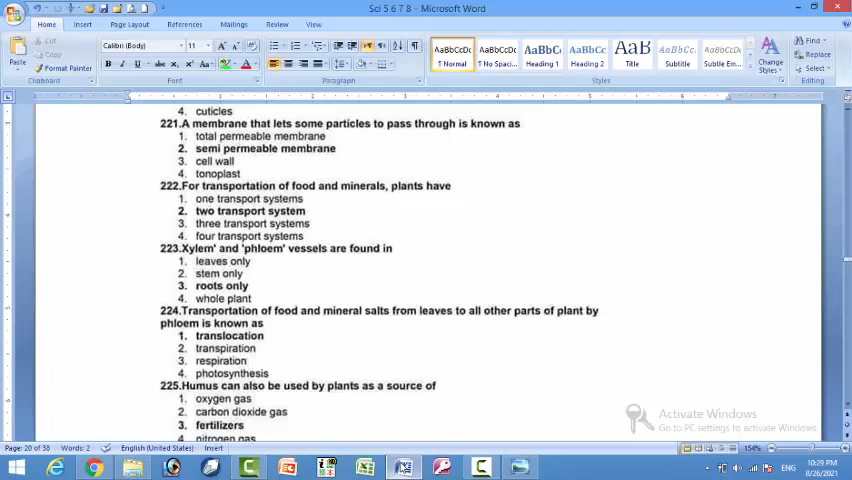 Sci 5 6 7 8 - Microsoft Word
Home Insert Page Layout References Mailings Review View
Paste
Cut
Copy
Format Painter
Clipboard
Calibri (Body) 11
Font
Paragraph
AaBbCcDc AaBbCcDc AaBbCc AaBbCc AaB AaBbCcI AaBbCcDc
¶ Normal ¶ No Spaci... Heading 1 Heading 2 Title Subtitle Subtle Em...
Styles
Change Styles
Find
Replace
Select
Editing
4. cuticles
221.A membrane that lets some particles to pass through is known as
1. total permeable membrane
2. semi permeable membrane
3. cell wall
4. tonoplast
222.For transportation of food and minerals, plants have
1. one transport systems
2. two transport system
3. three transport systems
4. four transport systems
223.Xylem' and 'phloem' vessels are found in
1. leaves only
2. stem only
3. roots only
4. whole plant
224.Transportation of food and mineral salts from leaves to all other parts of plant by
phloem is known as
1. translocation
2. transpiration
3. respiration
4. photosynthesis
225.Humus can also be used by plants as a source of
1. oxygen gas
2. carbon dioxide gas
3. fertilizers
4. nitrogen gas
Activate Windows
Go to PC settings to activate Windows.
Page: 20 of 38 Words: 2 English (United States) Insert 154%
ENG
10:29 PM
8/26/2021